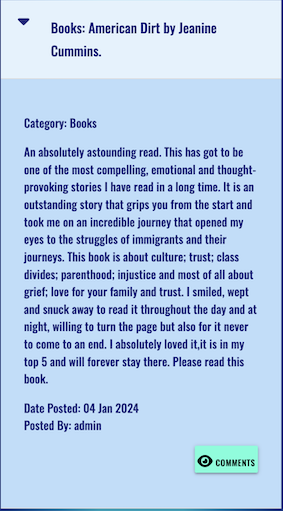 Books: American Dirt by Jeanine
Cummins.
Category: Books
An absolutely astounding read. This has got to be
one of the most compelling, emotional and thought-
provoking stories I have read in a long time. It is an
outstanding story that grips you from the start and
took me on an incredible journey that opened my
eyes to the struggles of immigrants and their
journeys. This book is about culture; trust; class
divides; parenthood; injustice and most of all about
grief; love for your family and trust. I smiled, wept
and snuck away to read it throughout the day and at
night, willing to turn the page but also for it never
to come to an end. I absolutely loved it,it is in my
top 5 and will forever stay there. Please read this
book.
Date Posted: 04 Jan 2024
Posted By: admin
COMMENTS